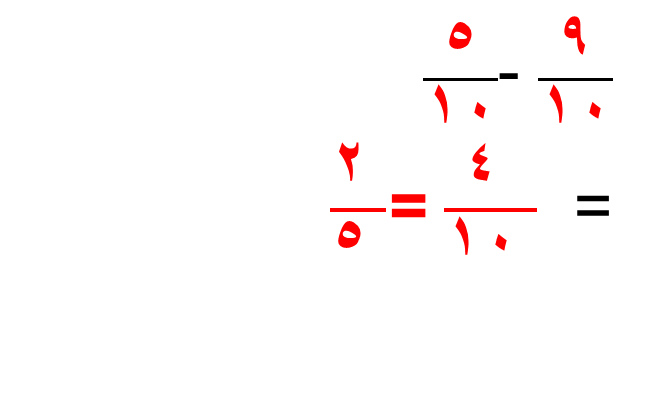 ٩/١٠ - ٥/١٠
= ٤/١٠ = ٢/٥